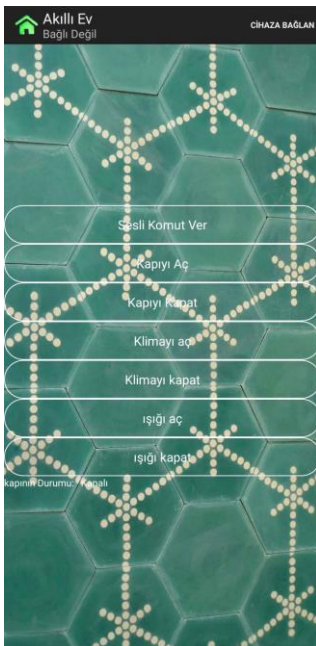 Akıllı Ev
Bağlı Değil
CİHAZA BAĞLAN
Sesli Komut Ver
Kapıyı Aç
Kapıyı Kapat
Klimayı aç
Klimayı kapat
ışığı aç
ışığı kapat
kapının Durumu: Kapalı